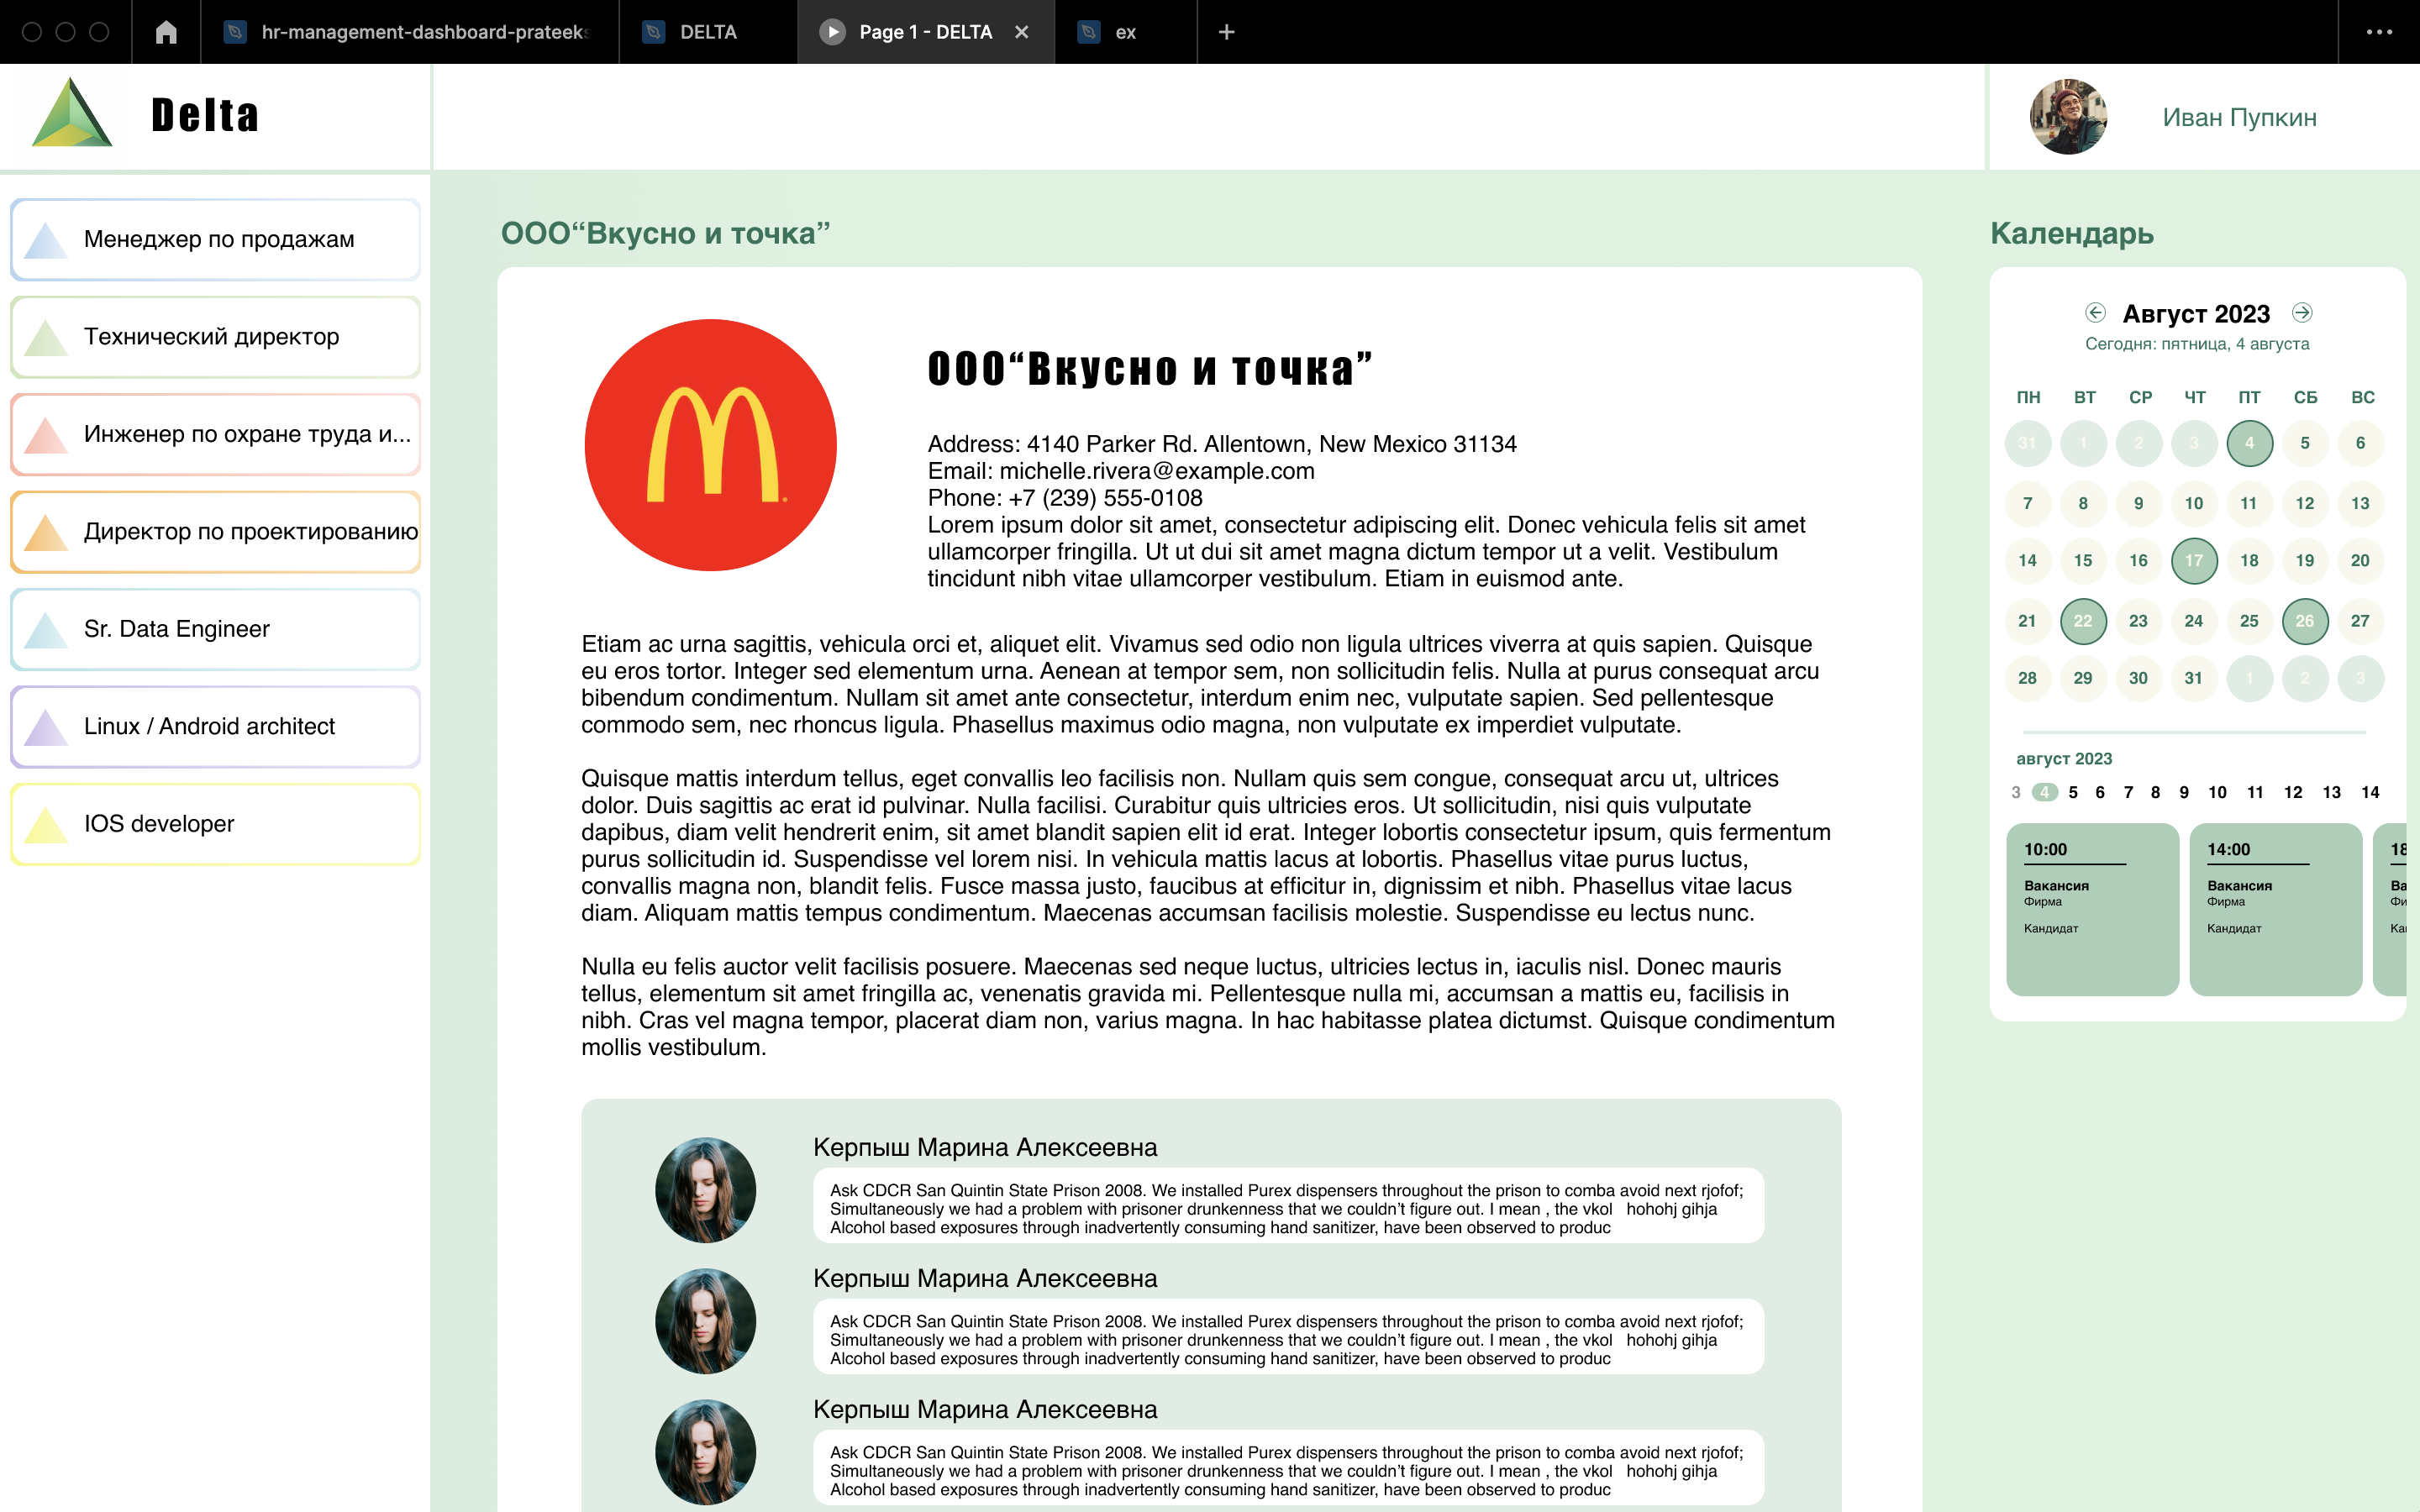 hr-management-dashboard-prateeks
DELTA
Page 1 - DELTA
ex
Delta
Иван Пупкин
Менеджер по продажам
Технический директор
Инженер по охране труда и...
Директор по проектированию
Sr. Data Engineer
Linux / Android architect
IOS developer
ООО“Вкусно и точка”
ООО“Вкусно и точка”
Address: 4140 Parker Rd. Allentown, New Mexico 31134
Email: michelle.rivera@example.com
Phone: +7 (239) 555-0108
Lorem ipsum dolor sit amet, consectetur adipiscing elit. Donec vehicula felis sit amet
ullamcorper fringilla. Ut ut dui sit amet magna dictum tempor ut a velit. Vestibulum
tincidunt nibh vitae ullamcorper vestibulum. Etiam in euismod ante.
Etiam ac urna sagittis, vehicula orci et, aliquet elit. Vivamus sed odio non ligula ultrices viverra at quis sapien. Quisque
eu eros tortor. Integer sed elementum urna. Aenean at tempor sem, non sollicitudin felis. Nulla at purus consequat arcu
bibendum condimentum. Nullam sit amet ante consectetur, interdum enim nec, vulputate sapien. Sed pellentesque
commodo sem, nec rhoncus ligula. Phasellus maximus odio magna, non vulputate ex imperdiet vulputate.
Quisque mattis interdum tellus, eget convallis leo facilisis non. Nullam quis sem congue, consequat arcu ut, ultrices
dolor. Duis sagittis ac erat id pulvinar. Nulla facilisi. Curabitur quis ultricies eros. Ut sollicitudin, nisi quis vulputate
dapibus, diam velit hendrerit enim, sit amet blandit sapien elit id erat. Integer lobortis consectetur ipsum, quis fermentum
purus sollicitudin id. Suspendisse vel lorem nisi. In vehicula mattis lacus at lobortis. Phasellus vitae purus luctus,
convallis magna non, blandit felis. Fusce massa justo, faucibus at efficitur in, dignissim et nibh. Phasellus vitae lacus
diam. Aliquam mattis tempus condimentum. Maecenas accumsan facilisis molestie. Suspendisse eu lectus nunc.
Nulla eu felis auctor velit facilisis posuere. Maecenas sed neque luctus, ultricies lectus in, iaculis nisl. Donec mauris
tellus, elementum sit amet fringilla ac, venenatis gravida mi. Pellentesque nulla mi, accumsan a mattis eu, facilisis in
nibh. Cras vel magna tempor, placerat diam non, varius magna. In hac habitasse platea dictumst. Quisque condimentum
mollis vestibulum.
Керпыш Марина Алексеевна
Ask CDCR San Quintin State Prison 2008. We installed Purex dispensers throughout the prison to comba avoid next rjofof;
Simultaneously we had a problem with prisoner drunkenness that we couldn’t figure out. I mean , the vkol hohohj gihja
Alcohol based exposures through inadvertently consuming hand sanitizer, have been observed to produc
Керпыш Марина Алексеевна
Ask CDCR San Quintin State Prison 2008. We installed Purex dispensers throughout the prison to comba avoid next rjofof;
Simultaneously we had a problem with prisoner drunkenness that we couldn’t figure out. I mean , the vkol hohohj gihja
Alcohol based exposures through inadvertently consuming hand sanitizer, have been observed to produc
Керпыш Марина Алексеевна
Ask CDCR San Quintin State Prison 2008. We installed Purex dispensers throughout the prison to comba avoid next rjofof;
Simultaneously we had a problem with prisoner drunkenness that we couldn’t figure out. I mean , the vkol hohohj gihja
Alcohol based exposures through inadvertently consuming hand sanitizer, have been observed to produc
Календарь
Август 2023
Сегодня: пятница, 4 августа
ПН ВТ СР ЧТ ПТ СБ ВС
31 1 2 3 4 5 6
7 8 9 10 11 12 13
14 15 16 17 18 19 20
21 22 23 24 25 26 27
28 29 30 31 1 2 3
август 2023
3 4 5 6 7 8 9 10 11 12 13 14
10:00
Вакансия
Фирма
Кандидат
14:00
Вакансия
Фирма
Кандидат
18
Ва
Фи
Ка